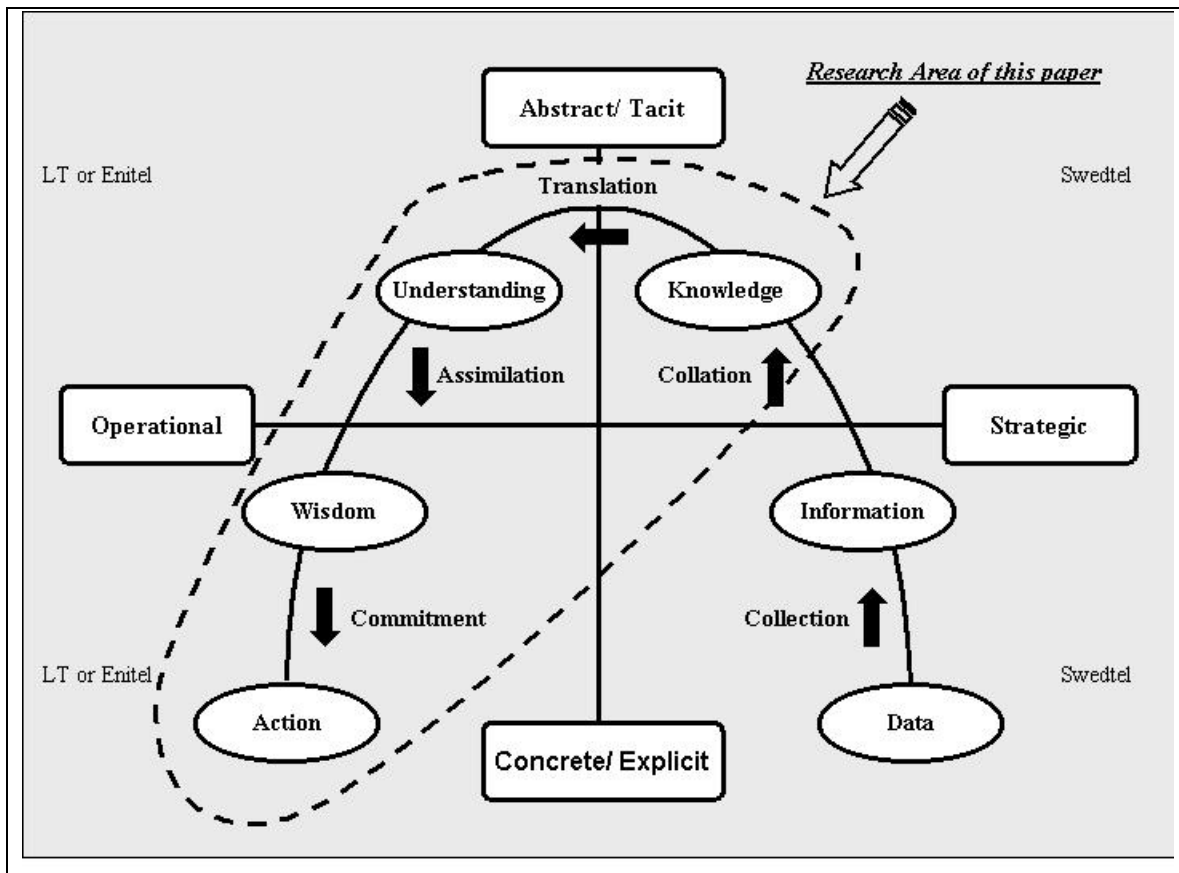 Research Area of this paper
Abstract/ Tacit
LT or Enitel
Swedtel
Translation
Understanding
Knowledge
Assimilation
Collation
Operational
Strategic
Wisdom
Information
Commitment
Collection
LT or Enitel
Swedtel
Action
Data
Concrete/ Explicit